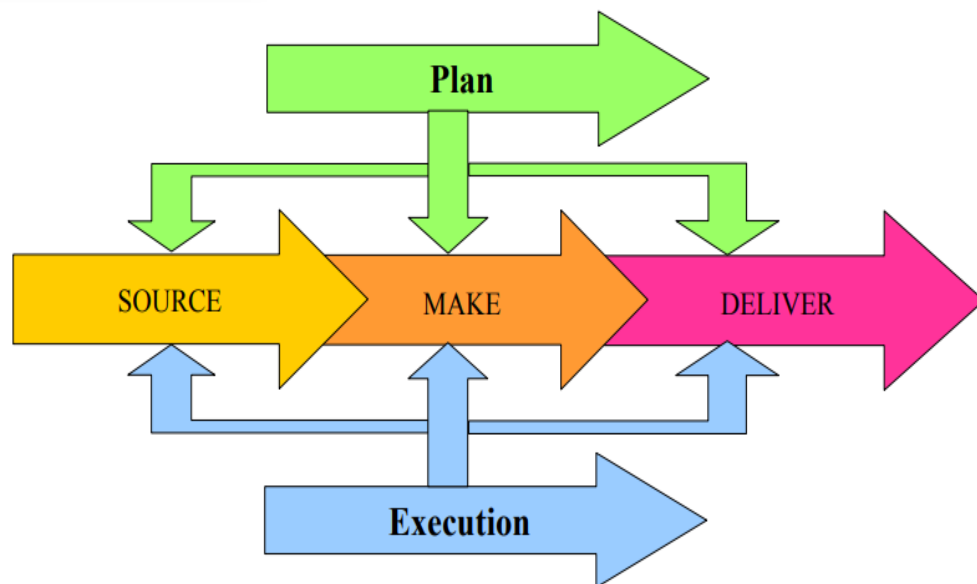 Plan
SOURCE
MAKE
DELIVER
Execution